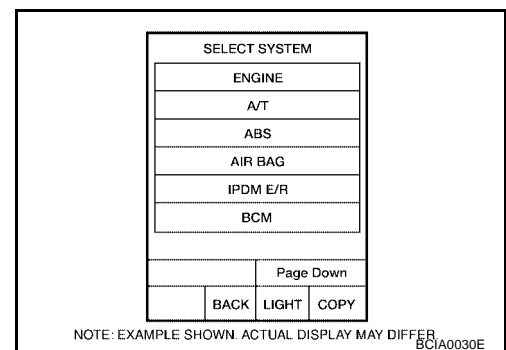 SELECT SYSTEM
ENGINE
A/T
ABS
AIR BAG
IPDM E/R
BCM
Page Down
BACK LIGHT COPY
NOTE: EXAMPLE SHOWN. ACTUAL DISPLAY MAY DIFFER.
BCIA0030E